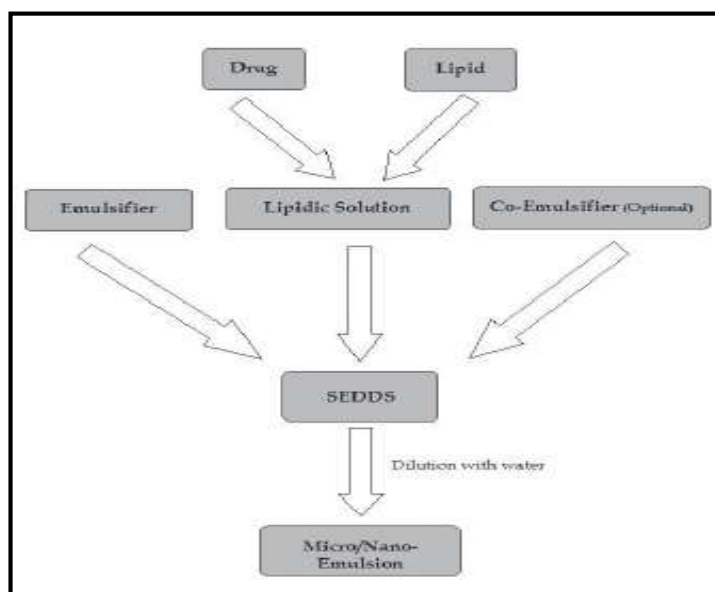 Drug
Lipid
Emulsifier
Lipidic Solution
Co-Emulsifier (Optional)
SEDDS
Dilution with water
Micro/Nano-
Emulsion